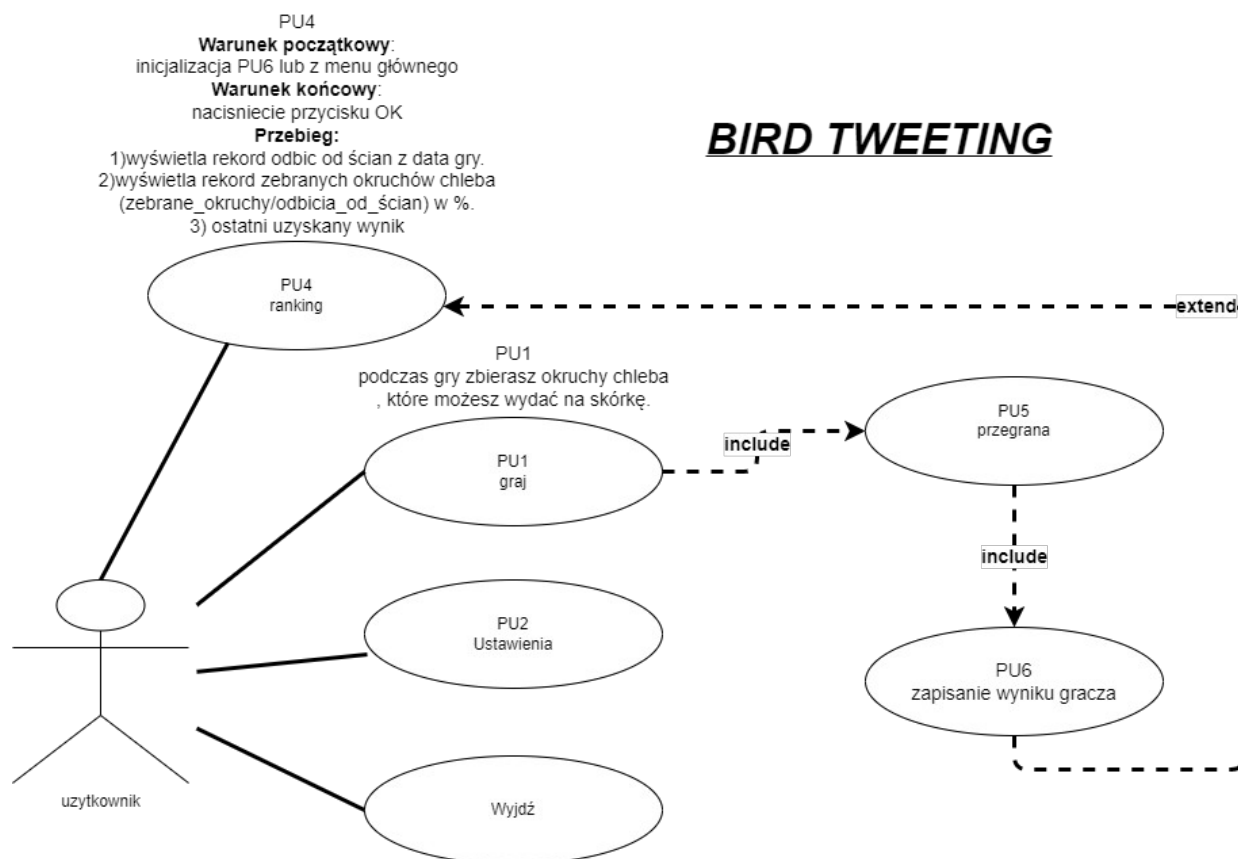 PU4
Warunek początkowy:
inicjalizacja PU6 lub z menu głównego
Warunek końcowy:
nacisniecie przycisku OK
Przebieg:
1)wyświetla rekord odbic od ścian z data gry.
2)wyświetla rekord zebranych okruchów chleba
(zebrane_okruchy/odbicia_od_ścian) w %.
3) ostatni uzyskany wynik
BIRD TWEETING
PU4
ranking
extend
PU1
podczas gry zbierasz okruchy chleba
, które możesz wydać na skórkę.
PU1
graj
include
PU5
przegrana
include
PU2
Ustawienia
PU6
zapisanie wyniku gracza
uzytkownik
Wyjdź